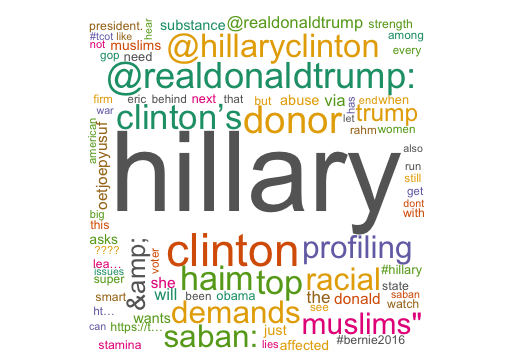 president. hear substance @realdonaldtrump strength
#tcot like
not muslims @hillaryclinton among
gop need every
@realdonaldtrump:
firm eric behind next that but abuse via has endwhen
war clinton's donor let trump
rahm women
american oetjoepyusuf
hillary
also
run
still
get
dont
big with
this
asks &amp; clinton profiling
???? voter
lea… issues she haim top racial #hillary
super state
smart will been obama the donald saban
ht… wants demands see watch
can https://t… saban: just muslims"
stamina lies affected #bernie2016